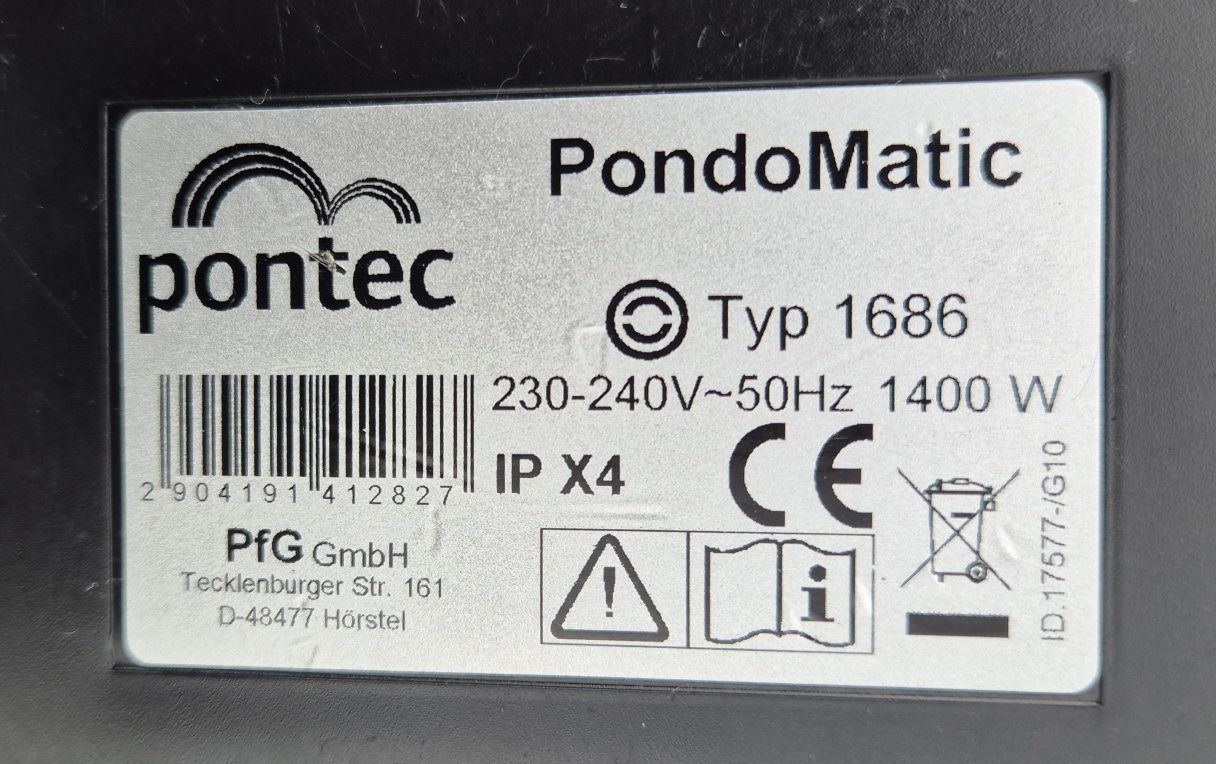 pontec
PondoMatic
Typ 1686
230-240V~50Hz 1400 W
IP X4
CE
2 904191 412827
PfG GmbH
Tecklenburger Str. 161
D-48477 Hörstel
i
ID.17577-/G10